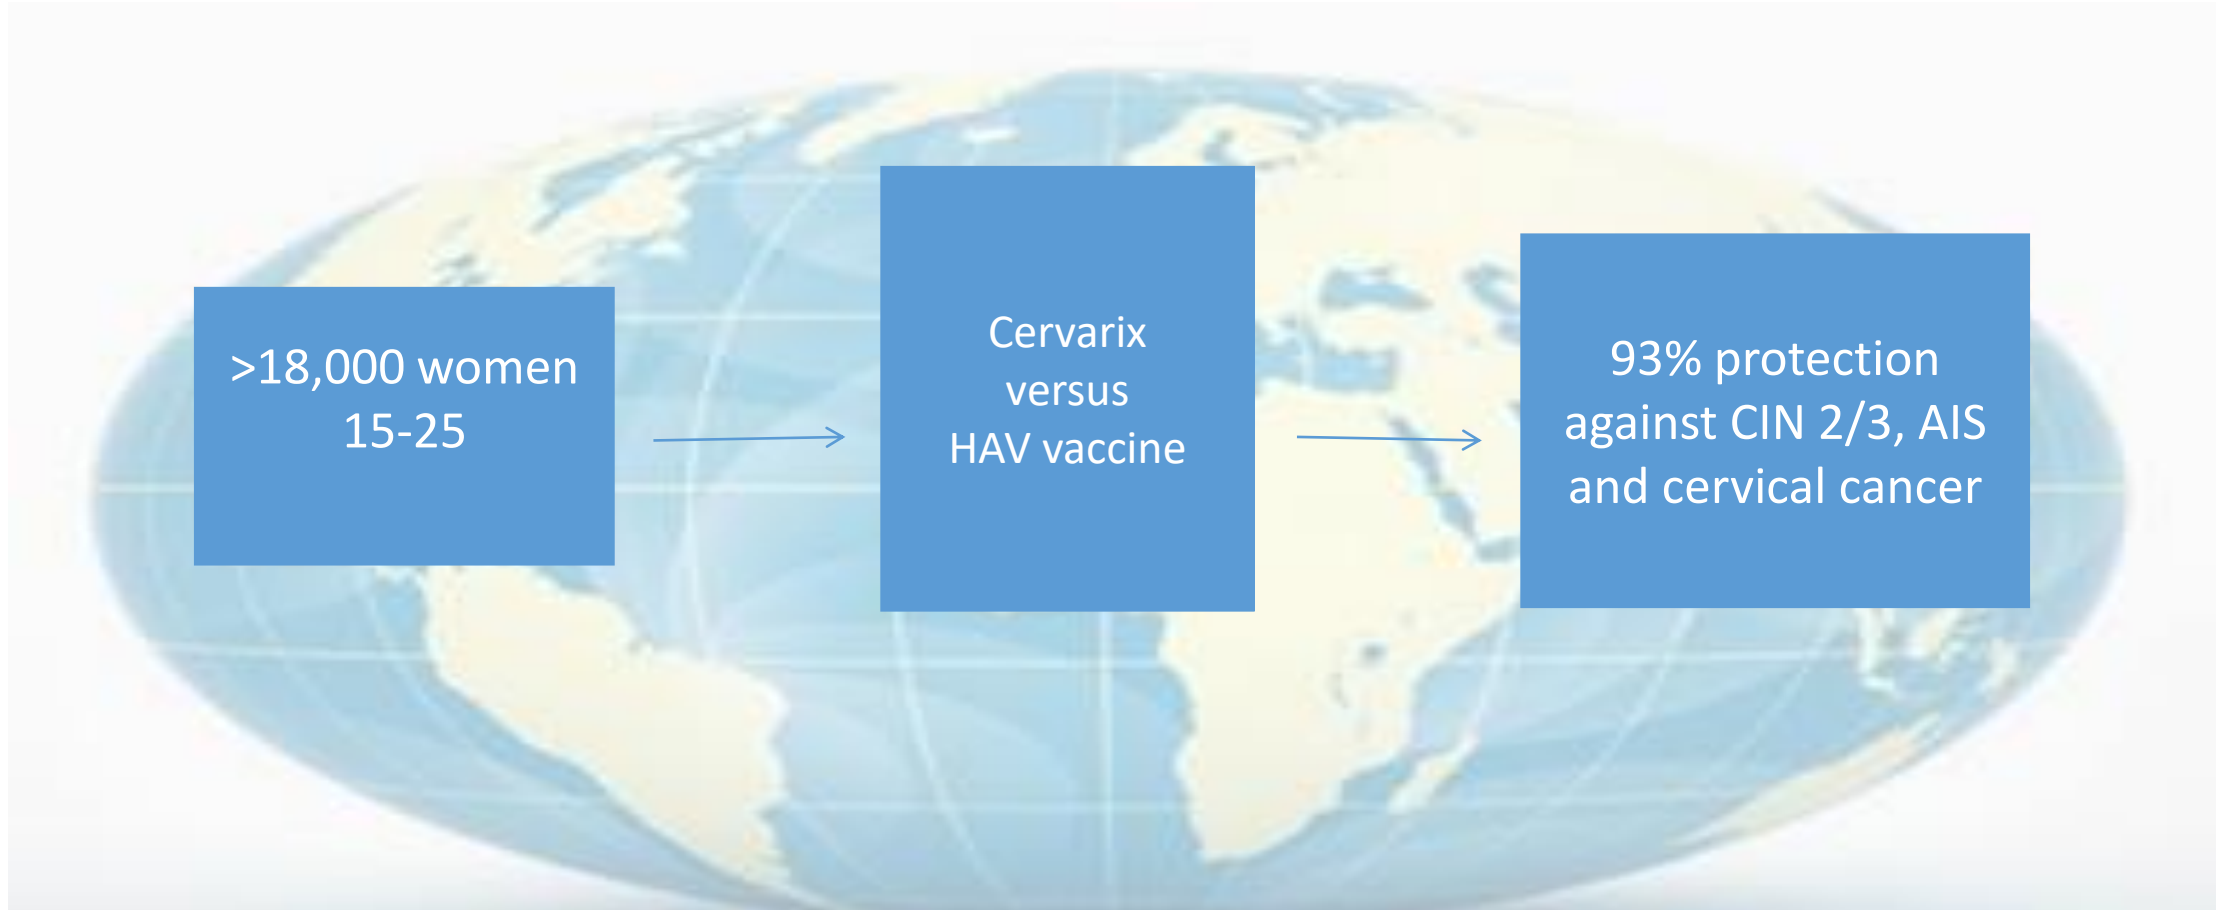 >18,000 women
15-25
Cervarix
versus
HAV vaccine
93% protection
against CIN 2/3, AIS
and cervical cancer